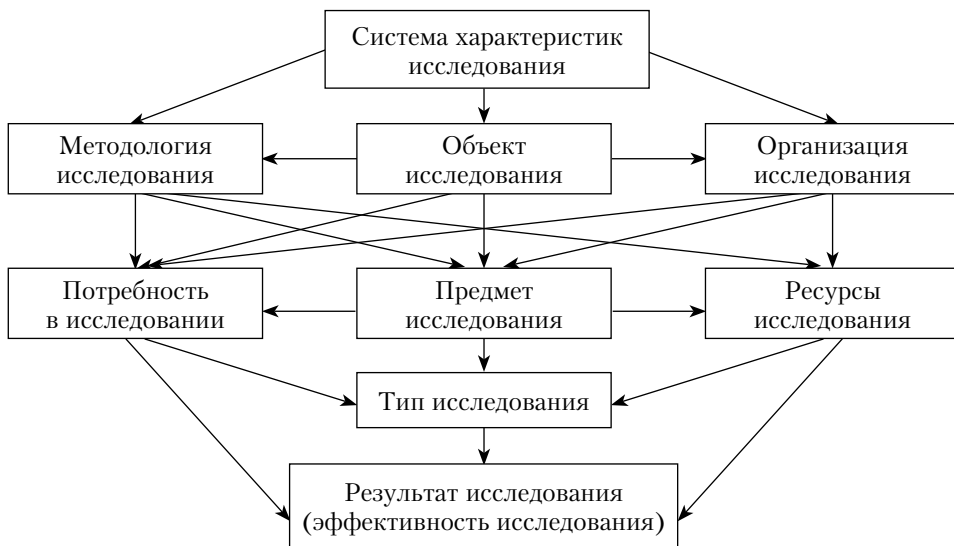 Система характеристик
исследования
Методология
исследования
Объект
исследования
Организация
исследования
Потребность
в исследовании
Предмет
исследования
Ресурсы
исследования
Тип исследования
Результат исследования
(эффективность исследования)